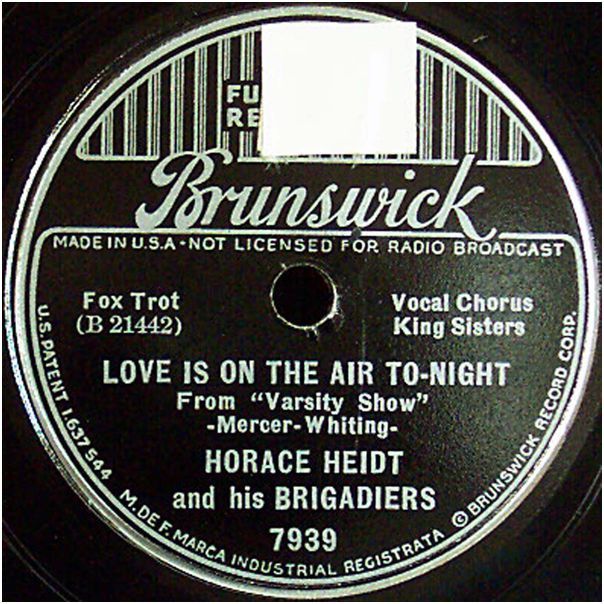 FU
RE
Brunswick
MADE IN U.S.A • NOT LICENSED FOR RADIO BROADCAST
Fox Trot
(B 21442)
Vocal Chorus
King Sisters
LOVE IS ON THE AIR TO-NIGHT
From "Varsity Show"
-Mercer-Whiting-
HORACE HEIDT
and his BRIGADIERS
7939
U.S. PATENT 1,637,544
M. DE F. MARCA INDUSTRIAL REGISTRATA
© BRUNSWICK RECORD CORP.